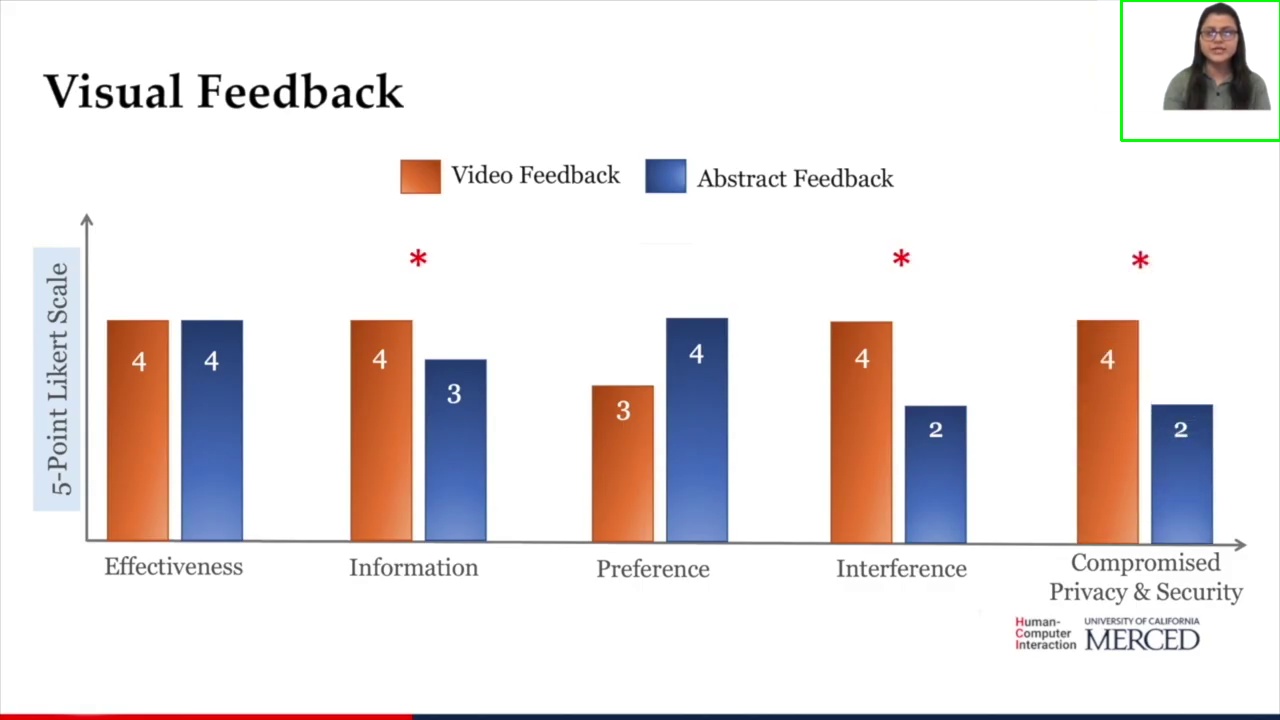 Visual Feedback
Video Feedback
Abstract Feedback
5-Point Likert Scale
* * *
4 4 4 3 3 4 4 2 4 2
Effectiveness
Information
Preference
Interference
Compromised
Privacy & Security
Human-
Computer
Interaction
UNIVERSITY OF CALIFORNIA
MERCED